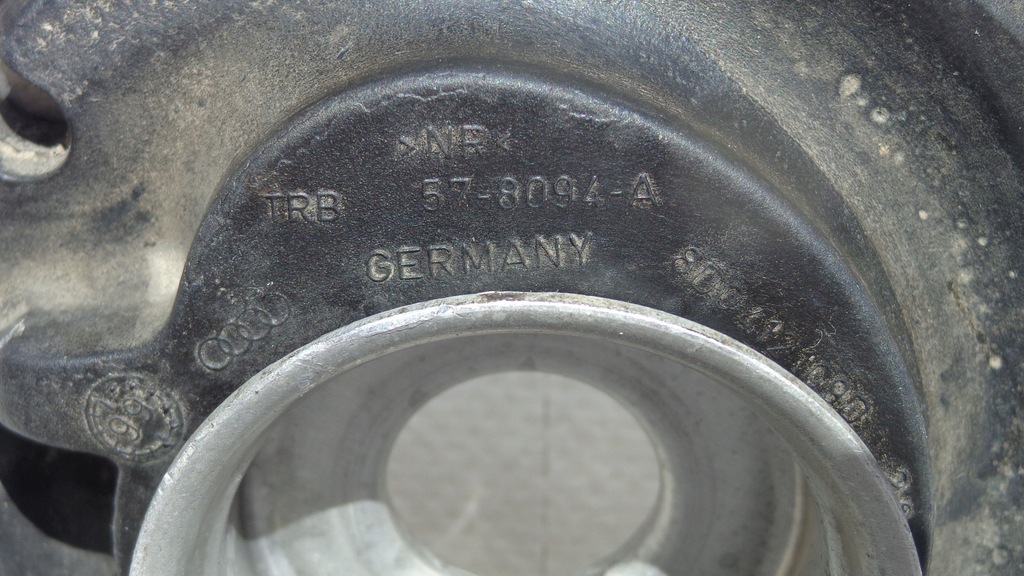 >NR<
TRB 57-8094-A
GERMANY